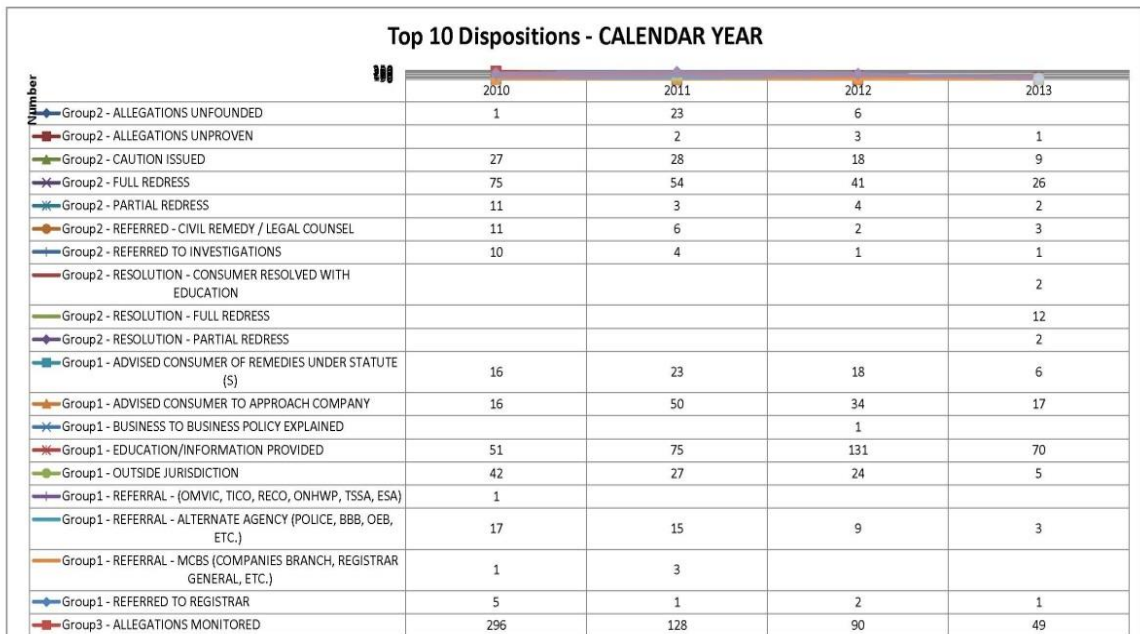 Top 10 Dispositions - CALENDAR YEAR
Number
2010 2011 2012 2013
Group2 - ALLEGATIONS UNFOUNDED 1 23 6
Group2 - ALLEGATIONS UNPROVEN 2 3 1
Group2 - CAUTION ISSUED 27 28 18 9
Group2 - FULL REDRESS 75 54 41 26
Group2 - PARTIAL REDRESS 11 3 4 2
Group2 - REFERRED - CIVIL REMEDY / LEGAL COUNSEL 11 6 2 3
Group2 - REFERRED TO INVESTIGATIONS 10 4 1 1
Group2 - RESOLUTION - CONSUMER RESOLVED WITH
EDUCATION 2
Group2 - RESOLUTION - FULL REDRESS 12
Group2 - RESOLUTION - PARTIAL REDRESS 2
Group1 - ADVISED CONSUMER OF REMEDIES UNDER STATUTE
(S) 16 23 18 6
Group1 - ADVISED CONSUMER TO APPROACH COMPANY 16 50 34 17
Group1 - BUSINESS TO BUSINESS POLICY EXPLAINED 1
Group1 - EDUCATION/INFORMATION PROVIDED 51 75 131 70
Group1 - OUTSIDE JURISDICTION 42 27 24 5
Group1 - REFERRAL - (OMVIC, TICO, RECO, ONHWP, TSSA, ESA) 1
Group1 - REFERRAL - ALTERNATE AGENCY (POLICE, BBB, OEB,
ETC.) 17 15 9 3
Group1 - REFERRAL - MCBS (COMPANIES BRANCH, REGISTRAR
GENERAL, ETC.) 1 3
Group1 - REFERRED TO REGISTRAR 5 1 2 1
Group3 - ALLEGATIONS MONITORED 296 128 90 49